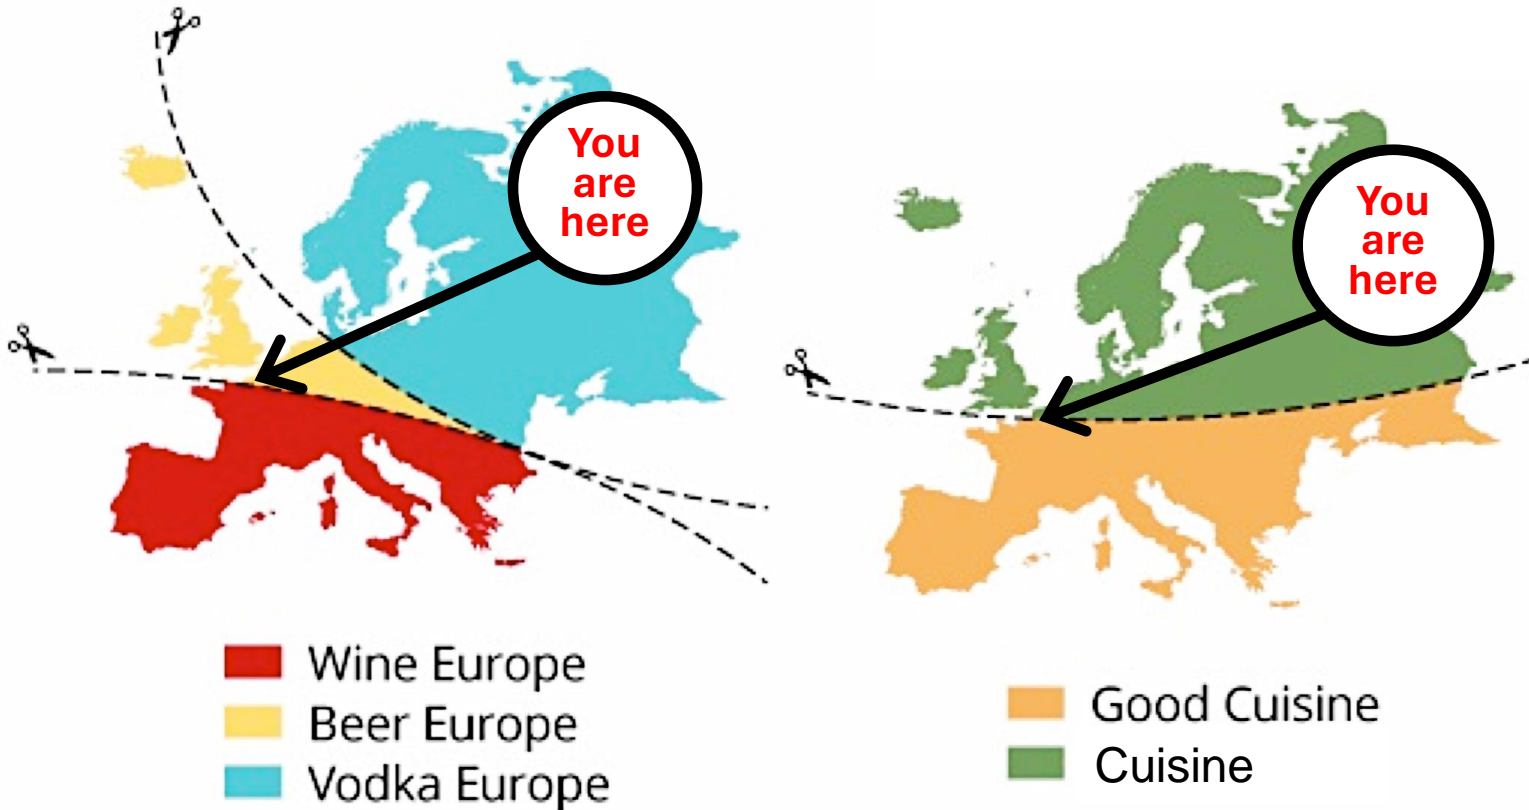 You
are
here
You
are
here
Wine Europe
Beer Europe
Vodka Europe
Good Cuisine
Cuisine